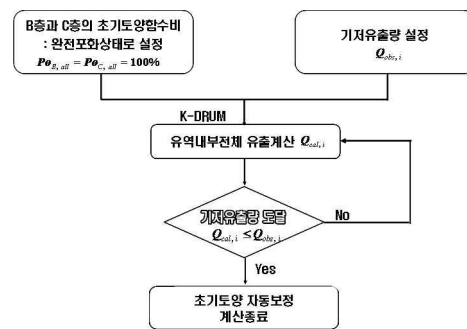 B층과 C층의 초기토양함수비
: 완전포화상태로 설정
Pθ_B, all = Pθ_C, all = 100%
기저유출량 설정
Q_obs, i
K-DRUM
유역내부전체 유출계산 Q_cal, i
기저유출량 도달
Q_cal, i ≤ Q_obs, i
No
Yes
초기토양 자동보정
계산종료